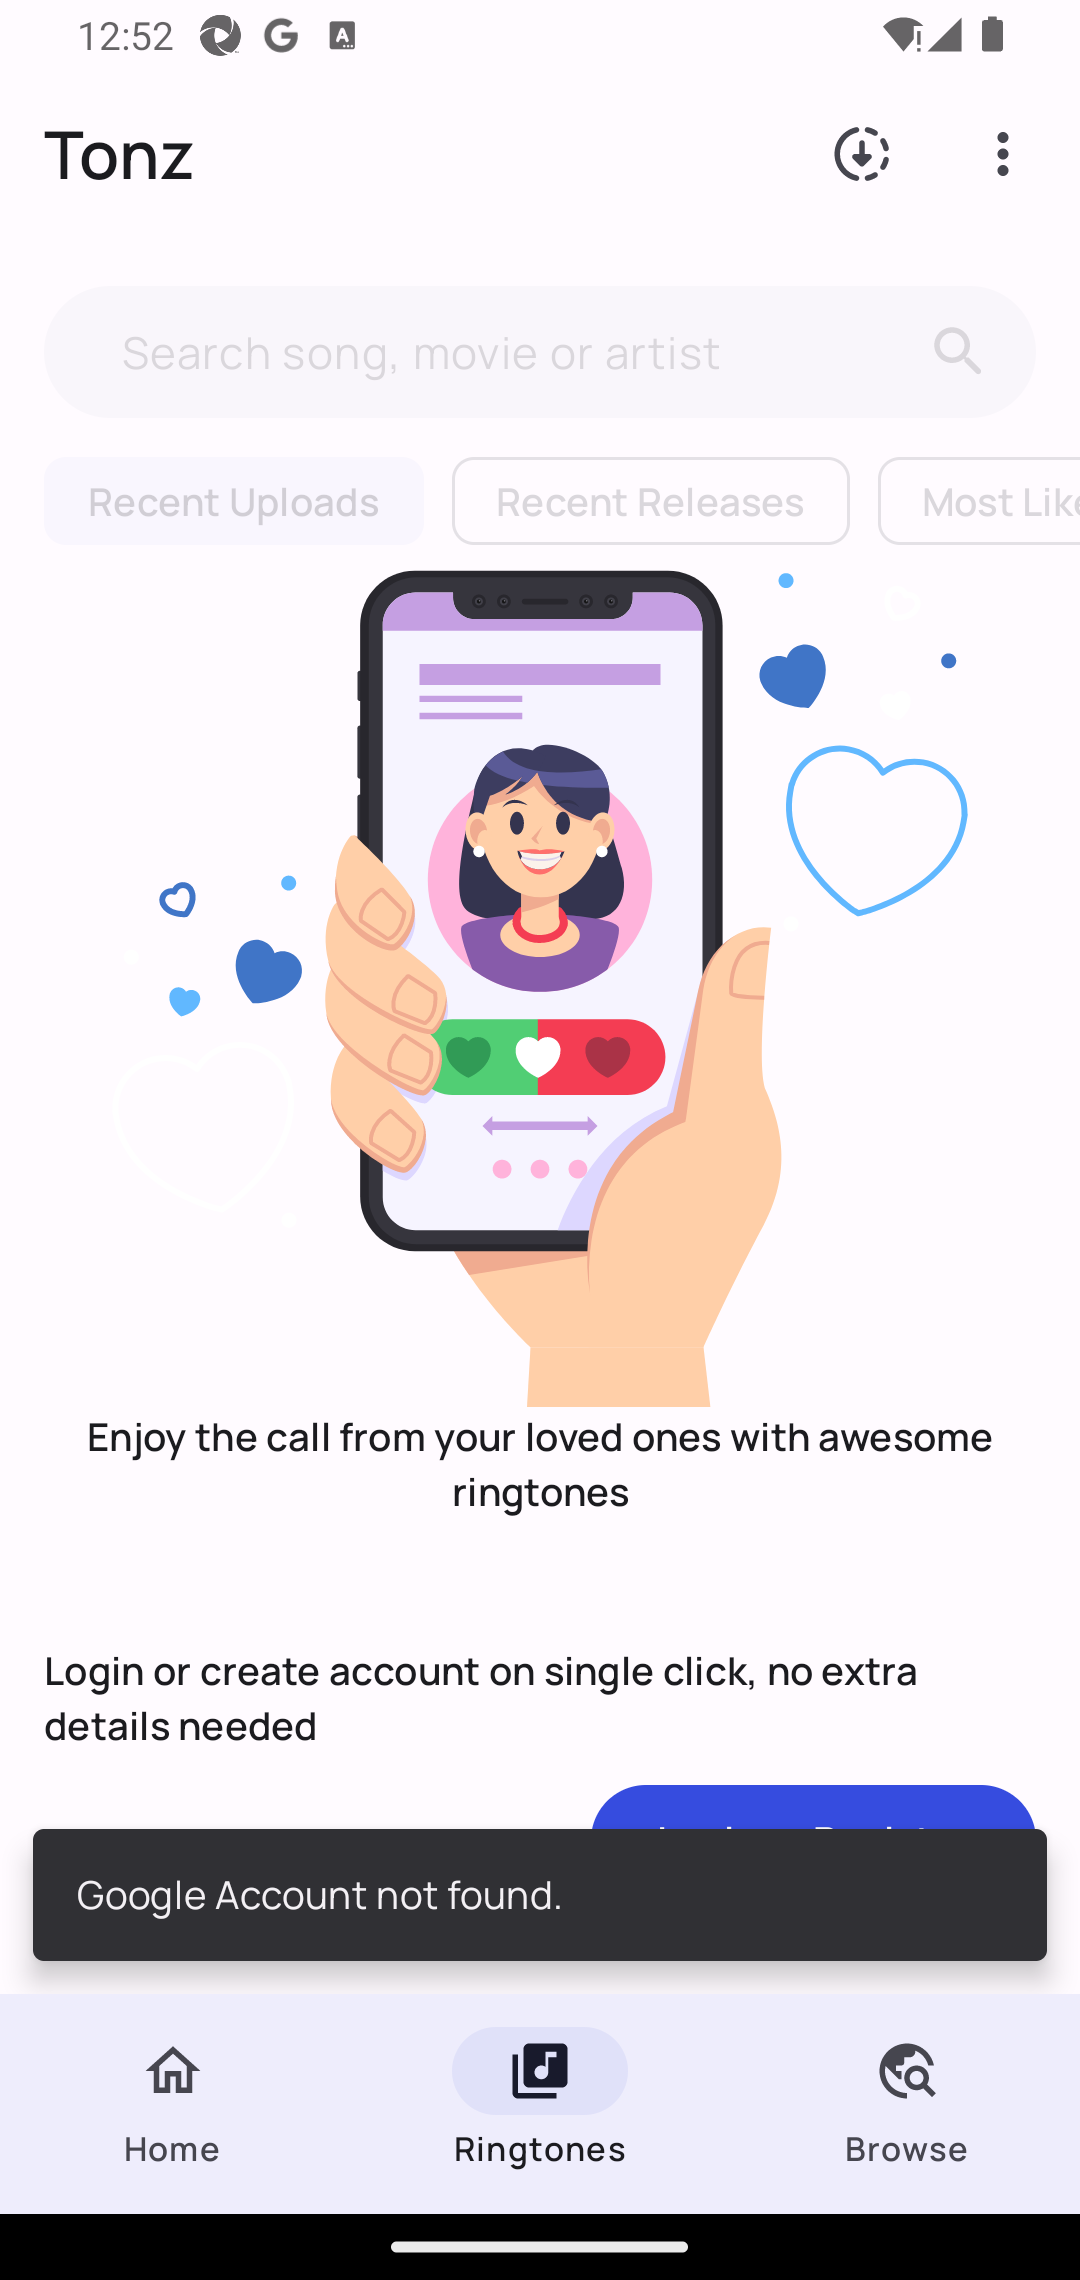 12:52
Tonz
Search song, movie or artist
Recent Uploads
Recent Releases
Most Like
Enjoy the call from your loved ones with awesome
ringtones
Login or create account on single click, no extra
details needed
Google Account not found.
Home
Ringtones
Browse